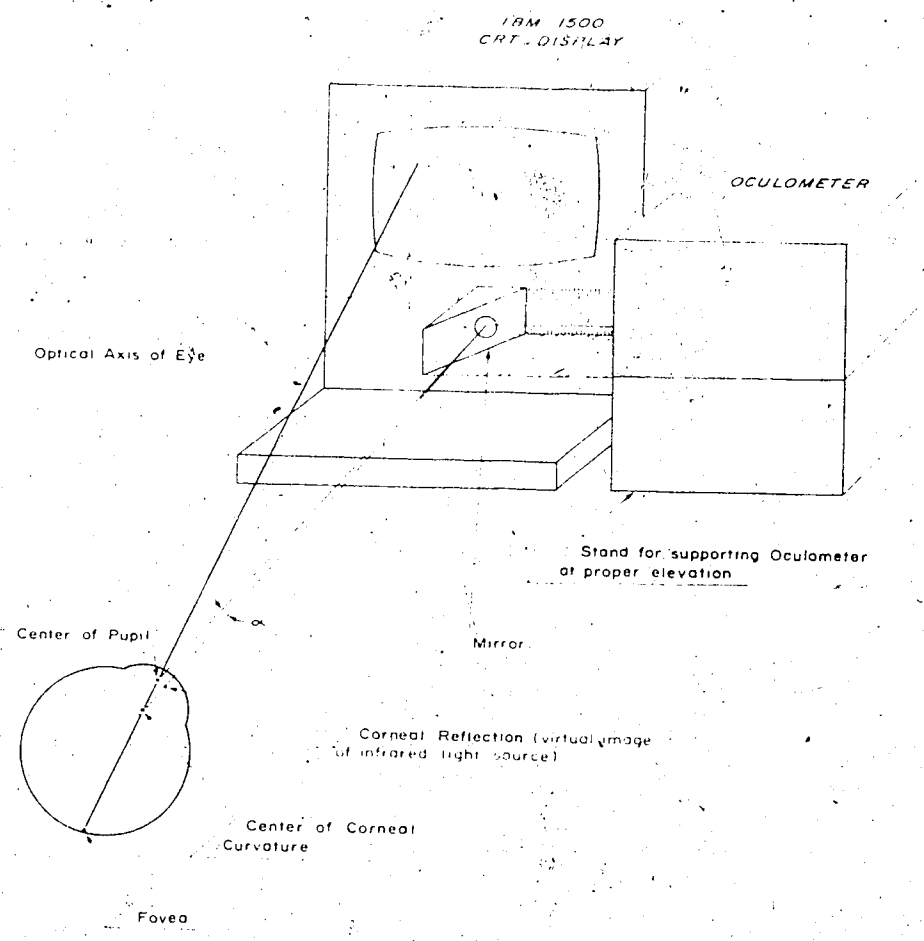 IBM 1500
CRT DISPLAY
OCULOMETER
Optical Axis of Eye
Stand for supporting Oculometer
at proper elevation
α
Center of Pupil
Mirror
Corneal Reflection (virtual image
of infrared light source)
Center of Corneal
Curvature
Fovea